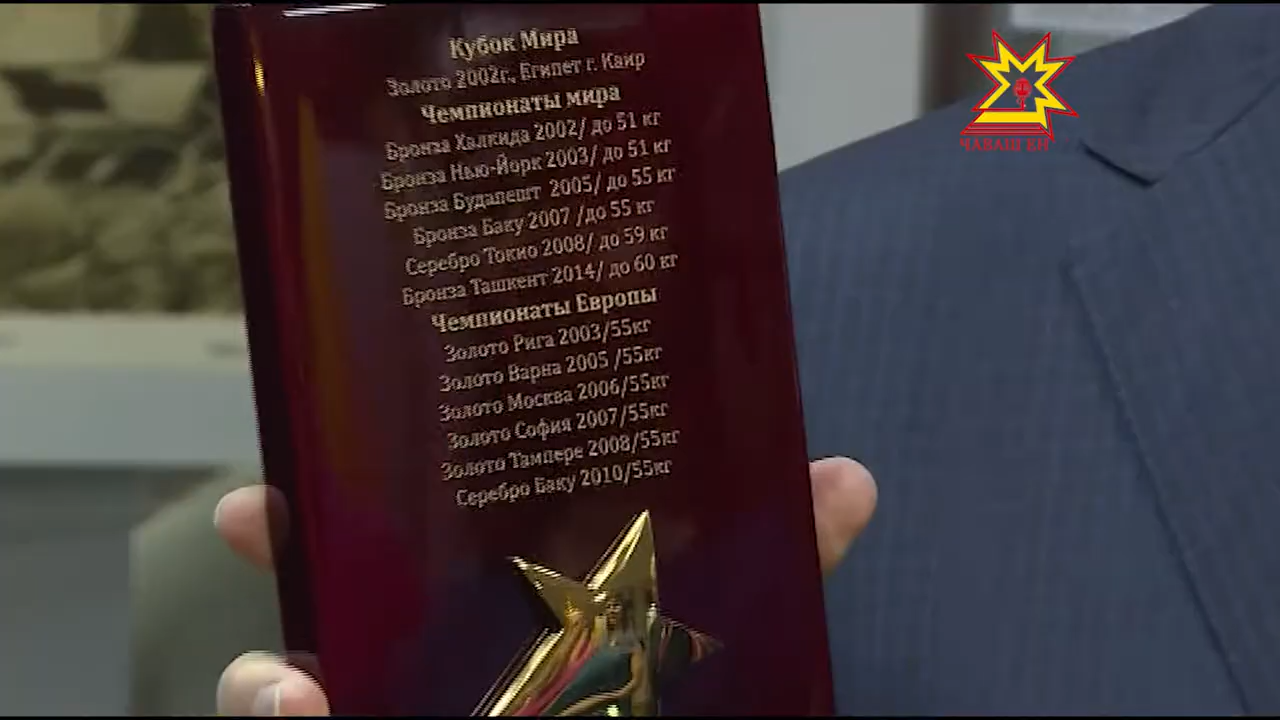 Кубок Мира
Золото 2002г., Египет г. Каир
Чемпионаты мира
Бронза Халкида 2002/ до 51 кг
Бронза Нью-Йорк 2003/ до 51 кг
Бронза Будапешт 2005/ до 55 кг
Бронза Баку 2007 /до 55 кг
Серебро Токио 2008/ до 59 кг
Бронза Ташкент 2014/ до 60 кг
Чемпионаты Европы
Золото Рига 2003/55кг
Золото Варна 2005 /55кг
Золото Москва 2006/55кг
Золото София 2007/55кг
Золото Тампере 2008/55кг
Серебро Баку 2010/55кг
ЧӐВАШ ЕН